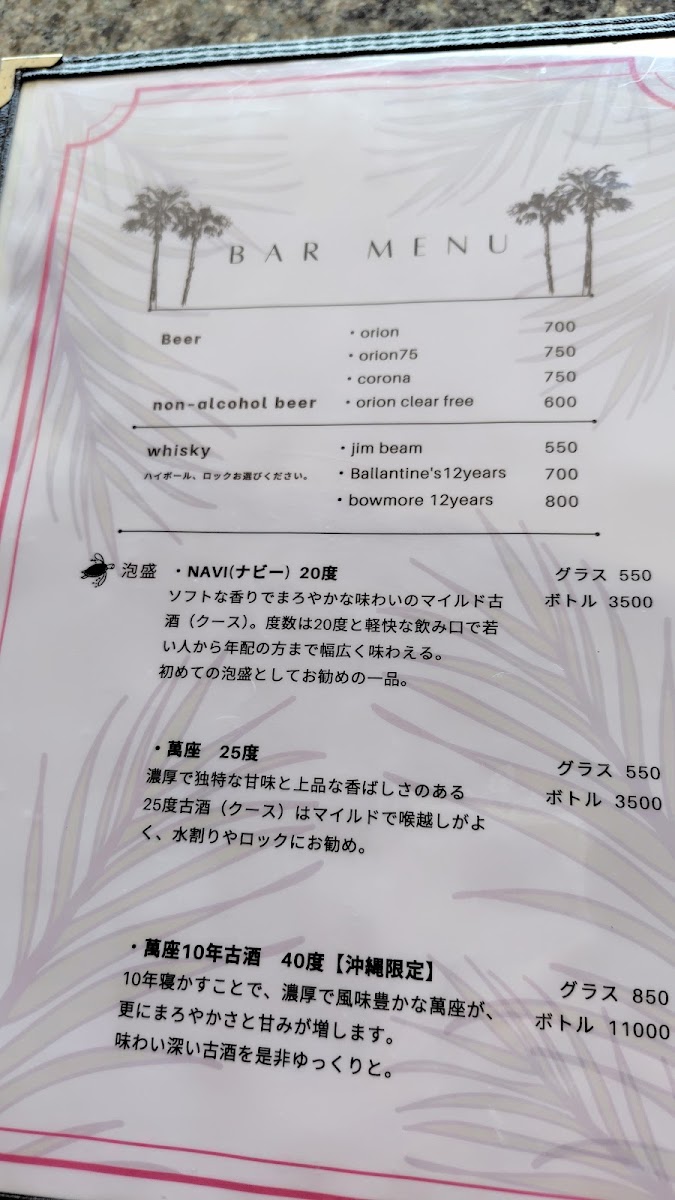 BAR MENU
Beer ・orion 700
・orion75 750
・corona 750
non-alcohol beer ・orion clear free 600
whisky ・jim beam 550
ハイボール、ロックお選びください。 ・Ballantine's12years 700
・bowmore 12years 800
泡盛 ・NAVI(ナビー) 20度 グラス 550
ソフトな香りでまろやかな味わいのマイルド古 ボトル 3500
酒（クース）。度数は20度と軽快な飲み口で若
い人から年配の方まで幅広く味わえる。
初めての泡盛としてお勧めの一品。
・萬座 25度 グラス 550
濃厚で独特な甘味と上品な香ばしさのある ボトル 3500
25度古酒（クース）はマイルドで喉越しがよ
く、水割りやロックにお勧め。
・萬座10年古酒 40度【沖縄限定】 グラス 850
10年寝かすことで、濃厚で風味豊かな萬座が、 ボトル 11000
更にまろやかさと甘みが増します。
味わい深い古酒を是非ゆっくりと。